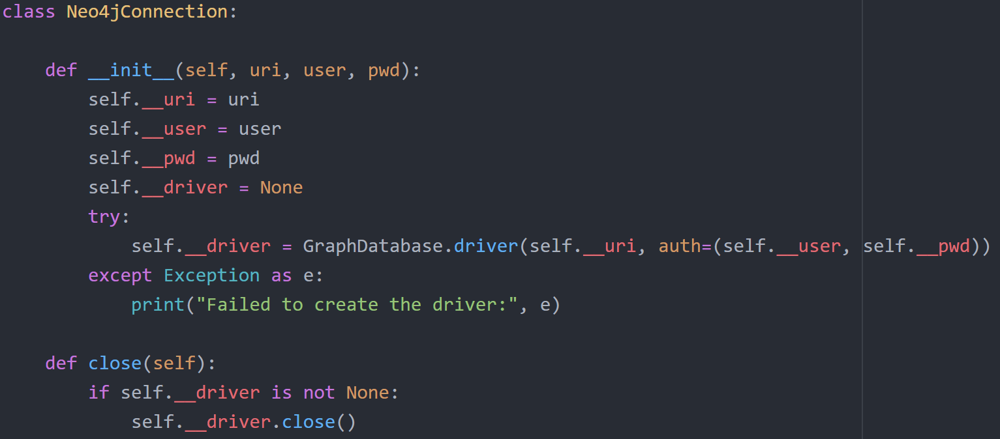 class Neo4jConnection:
    def __init__(self, uri, user, pwd):
        self.__uri = uri
        self.__user = user
        self.__pwd = pwd
        self.__driver = None
        try:
            self.__driver = GraphDatabase.driver(self.__uri, auth=(self.__user, self.__pwd))
        except Exception as e:
            print("Failed to create the driver:", e)
    def close(self):
        if self.__driver is not None:
            self.__driver.close()